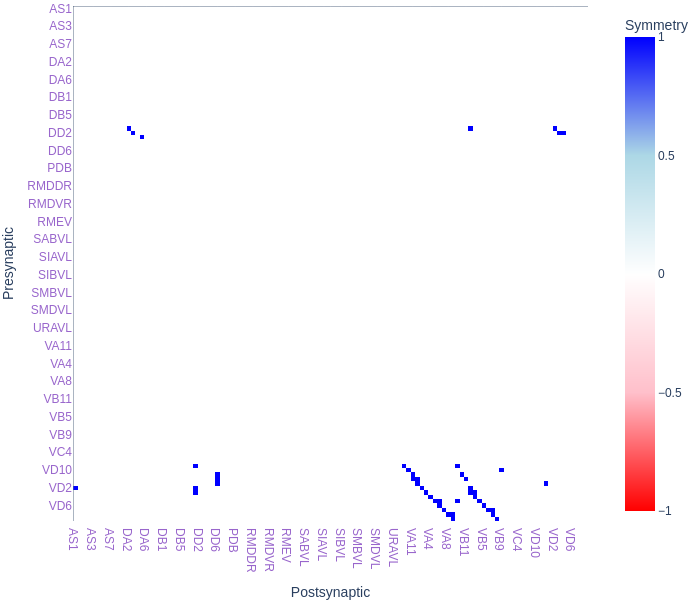 Symmetry
1
0.5
0
−0.5
−1
Presynaptic
AS1
AS3
AS7
DA2
DA6
DB1
DB5
DD2
DD6
PDB
RMDDR
RMDVR
RMEV
SABVL
SIAVL
SIBVL
SMBVL
SMDVL
URAVL
VA11
VA4
VA8
VB11
VB5
VB9
VC4
VD10
VD2
VD6
AS1
AS3
AS7
DA2
DA6
DB1
DB5
DD2
DD6
PDB
RMDDR
RMDVR
RMEV
SABVL
SIAVL
SIBVL
SMBVL
SMDVL
URAVL
VA11
VA4
VA8
VB11
VB5
VB9
VC4
VD10
VD2
VD6
Postsynaptic